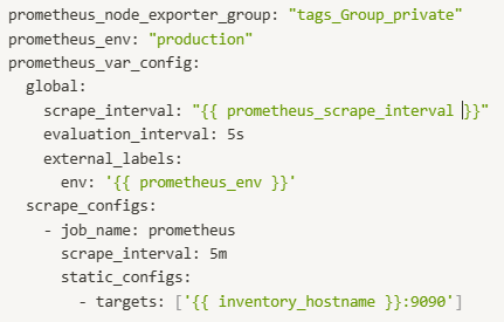 prometheus_node_exporter_group: "tags_Group_private"
prometheus_env: "production"
prometheus_var_config:
  global:
    scrape_interval: "{{ prometheus_scrape_interval }}"
    evaluation_interval: 5s
    external_labels:
      env: '{{ prometheus_env }}'
  scrape_configs:
    - job_name: prometheus
      scrape_interval: 5m
      static_configs:
        - targets: ['{{ inventory_hostname }}:9090']